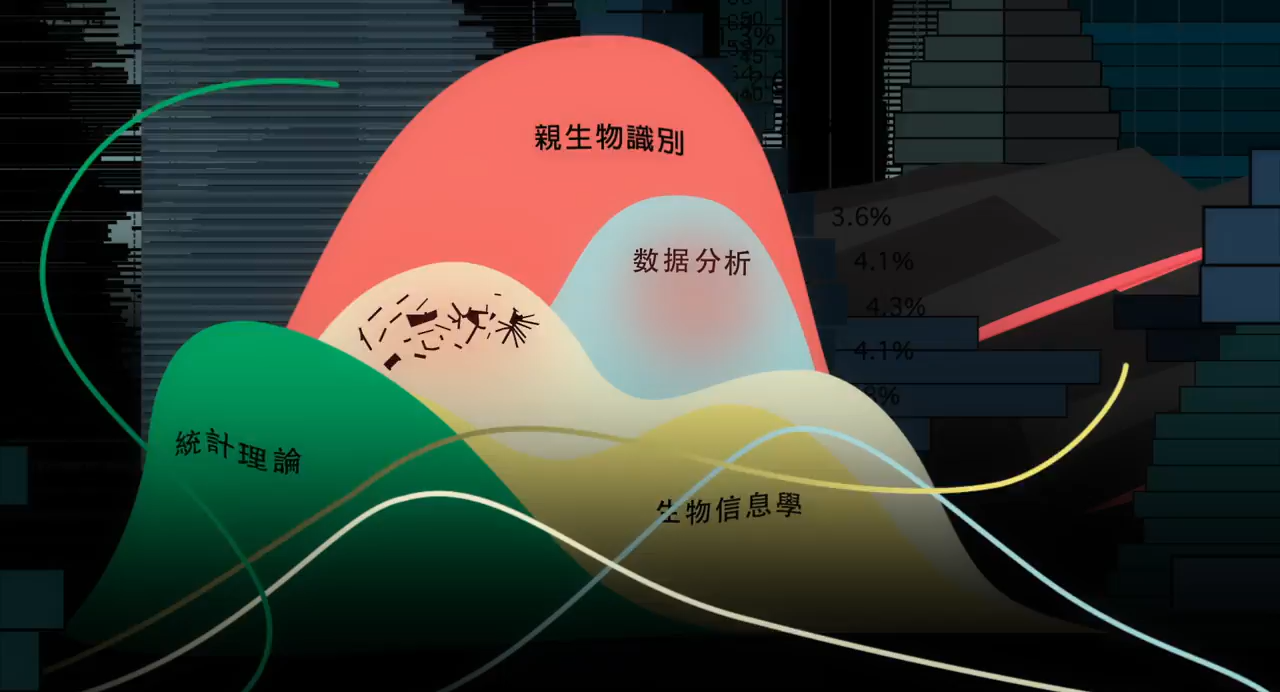 親生物識別
数据分析
統計理論
生物信息學
3.6%
4.1%
4.3%
4.1%